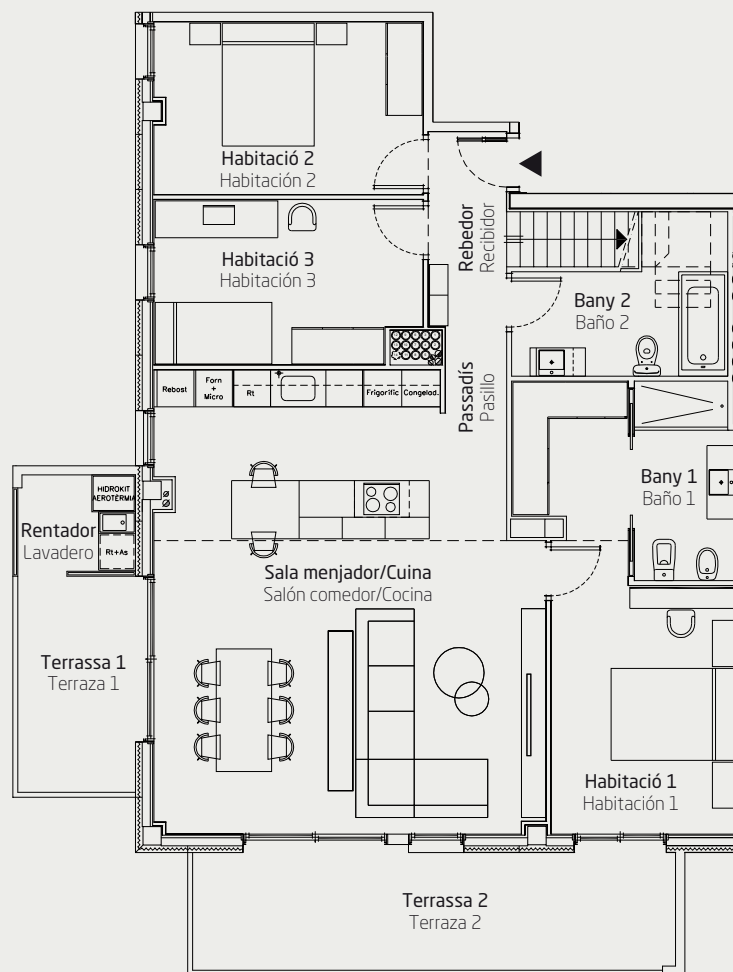 Habitació 2
Habitación 2
Rebedor
Recibidor
Habitació 3
Habitación 3
Bany 2
Baño 2
Passadís
Pasillo
Rebost
Forn
+
Micro
Rt
Frigorífic
Congelad.
Bany 1
Baño 1
HIDROKIT
AEROTÈRMIA
Rentador
Lavadero
Rt+As
Sala menjador/Cuina
Salón comedor/Cocina
Terrassa 1
Terraza 1
Habitació 1
Habitación 1
Terrassa 2
Terraza 2